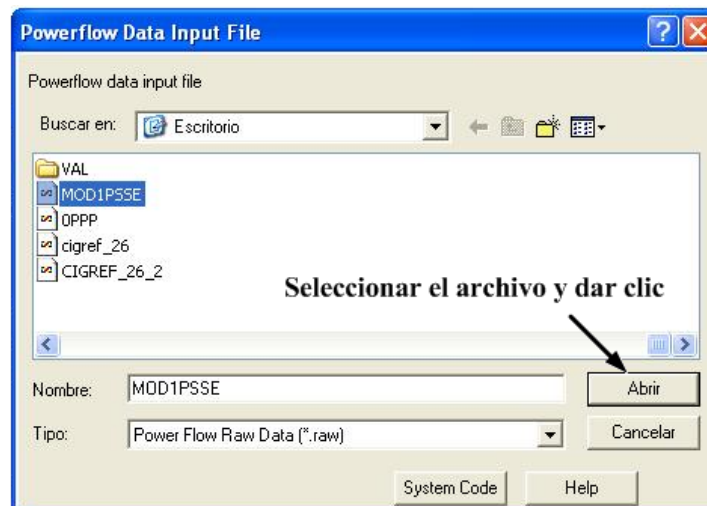 Powerflow Data Input File
Powerflow data input file
Buscar en: Escritorio
VAL
MOD1PSSE
0PPP
cigref_26
CIGREF_26_2
Seleccionar el archivo y dar clic
Nombre: MOD1PSSE Abrir
Tipo: Power Flow Raw Data (*.raw) Cancelar
System Code Help